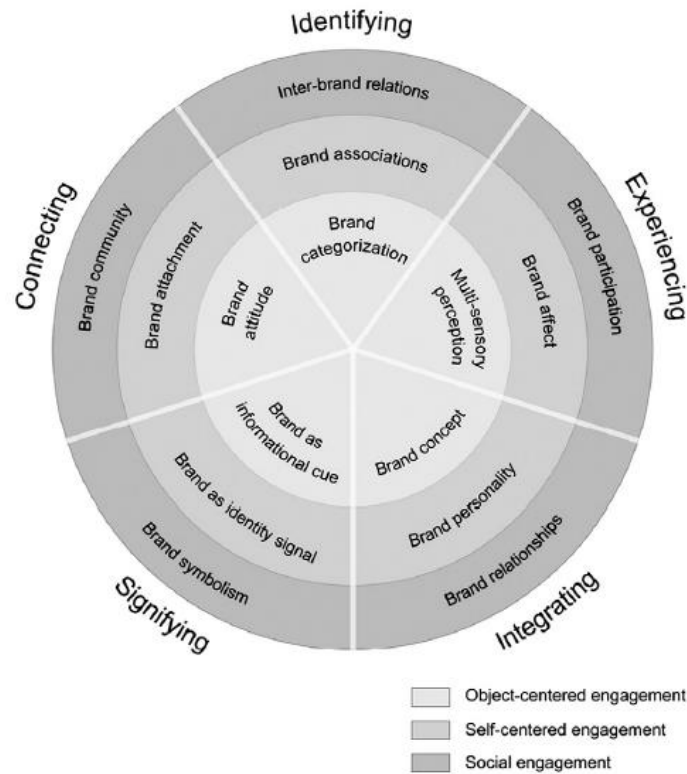 Identifying
Inter-brand relations
Brand associations
Brand
categorization
Experiencing
Brand participation
Brand affect
Multi-sensory
perception
Integrating
Brand relationships
Brand personality
Brand concept
Signifying
Brand symbolism
Brand as identity signal
Brand as
informational cue
Connecting
Brand community
Brand attachment
Brand
attitude
Object-centered engagement
Self-centered engagement
Social engagement